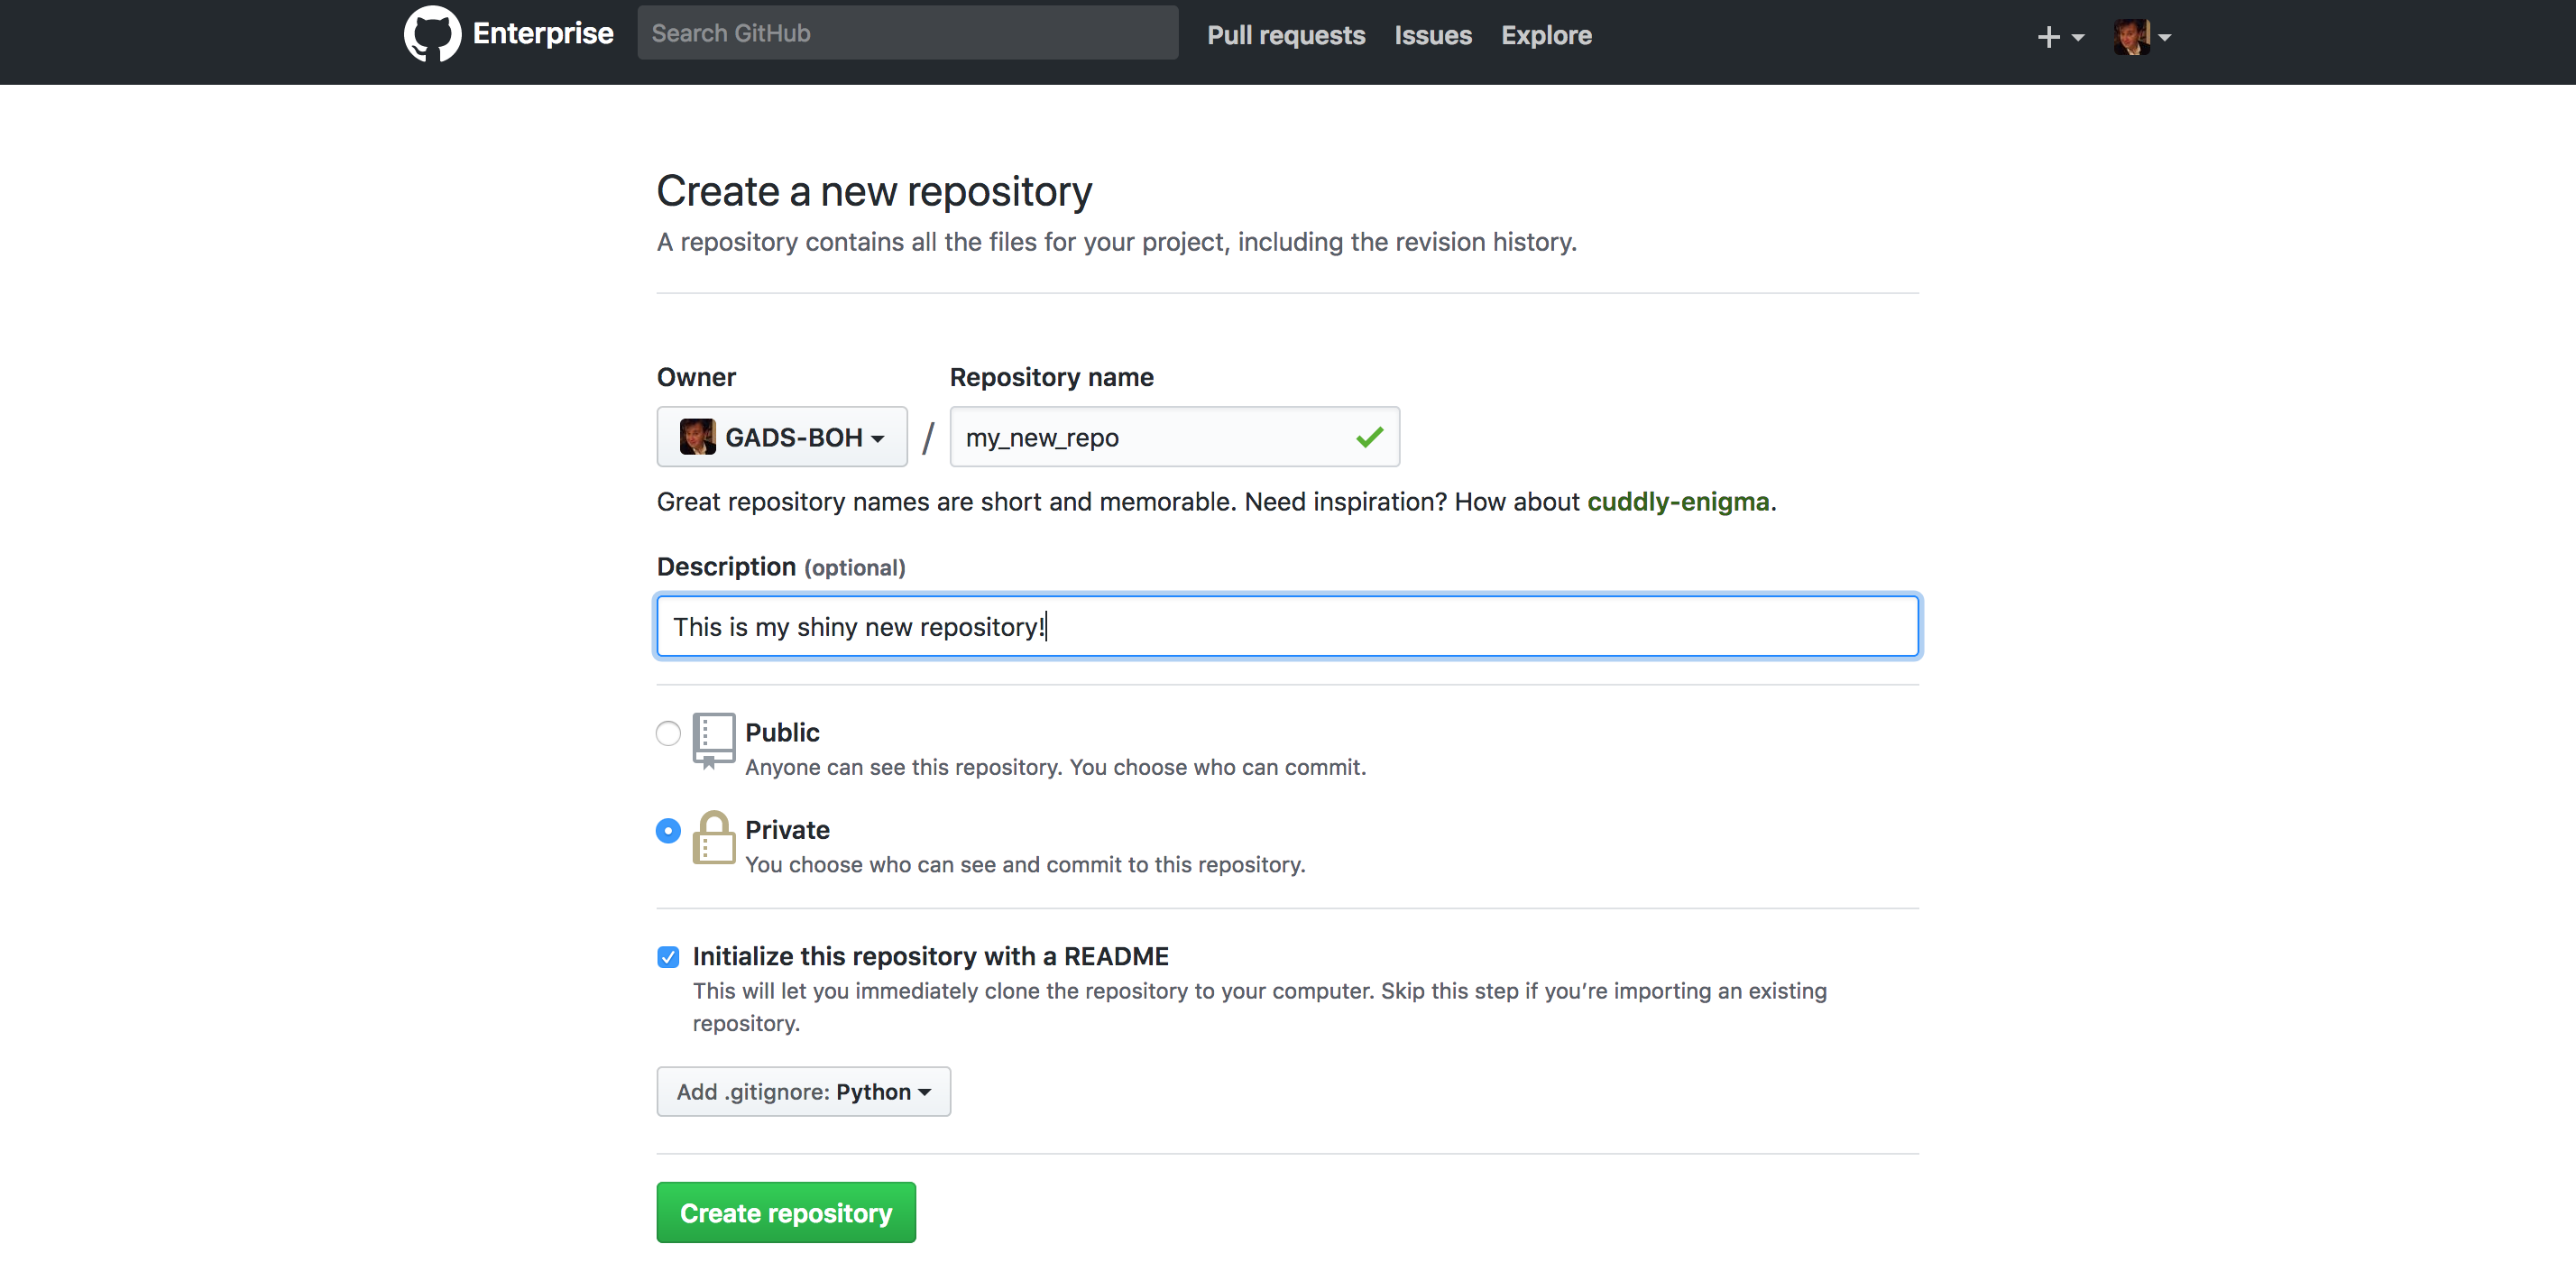 Enterprise
Search GitHub
Pull requests
Issues
Explore
Create a new repository
A repository contains all the files for your project, including the revision history.
Owner
Repository name
GADS-BOH / my_new_repo
Great repository names are short and memorable. Need inspiration? How about cuddly-enigma.
Description (optional)
This is my shiny new repository!
Public
Anyone can see this repository. You choose who can commit.
Private
You choose who can see and commit to this repository.
Initialize this repository with a README
This will let you immediately clone the repository to your computer. Skip this step if you’re importing an existing
repository.
Add .gitignore: Python
Create repository